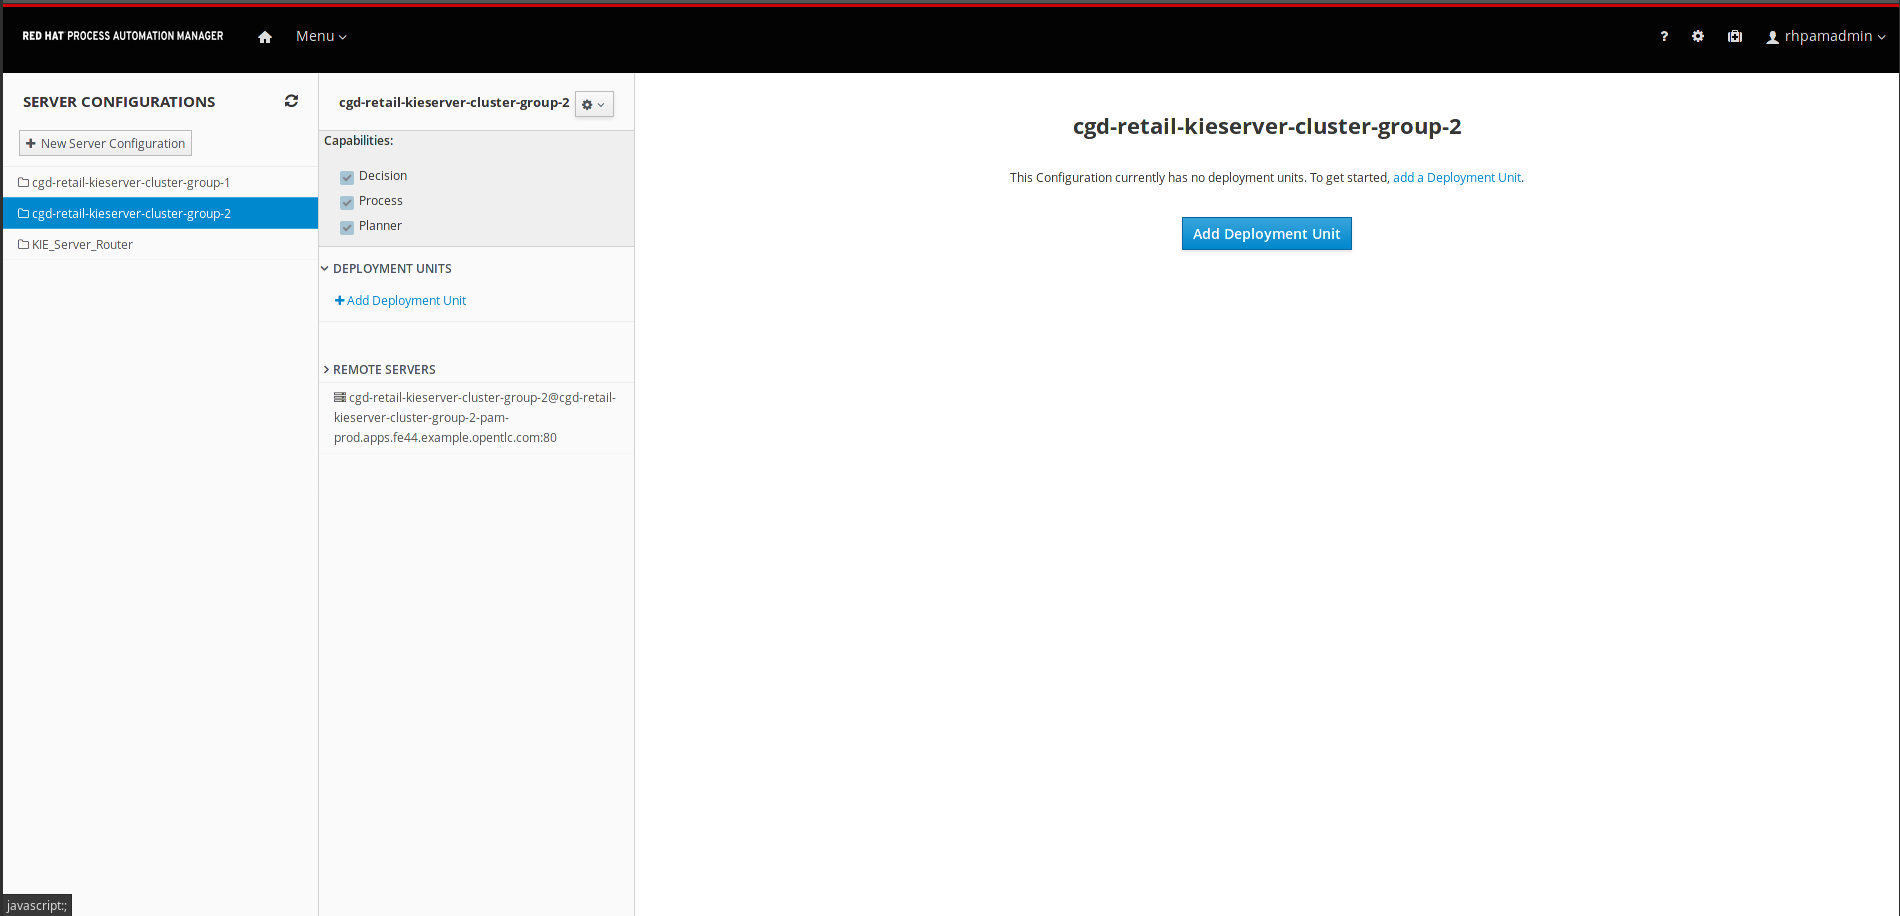 RED HAT PROCESS AUTOMATION MANAGER
Menu
?
rhpamadmin
SERVER CONFIGURATIONS
New Server Configuration
cgd-retail-kieserver-cluster-group-1
cgd-retail-kieserver-cluster-group-2
KIE_Server_Router
cgd-retail-kieserver-cluster-group-2
Capabilities:
Decision
Process
Planner
DEPLOYMENT UNITS
Add Deployment Unit
REMOTE SERVERS
cgd-retail-kieserver-cluster-group-2@cgd-retail-
kieserver-cluster-group-2-pam-
prod.apps.fe44.example.opentlc.com:80
cgd-retail-kieserver-cluster-group-2
This Configuration currently has no deployment units. To get started, add a Deployment Unit.
Add Deployment Unit
javascript:;